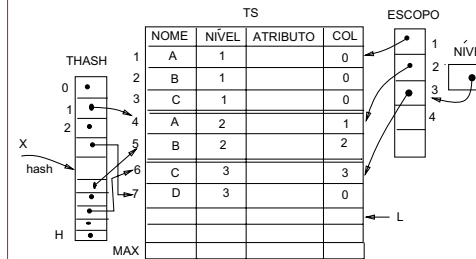 TS
ESCOPO
NOME NÍVEL ATRIBUTO COL
NÍV
THASH
1 A 1 0 1
2 B 1 0 2
0
3 C 1 0 3
1
4 A 2 1 4
2
X
5 B 2 2
hash
6 C 3 3
7 D 3 0
L
H
MAX